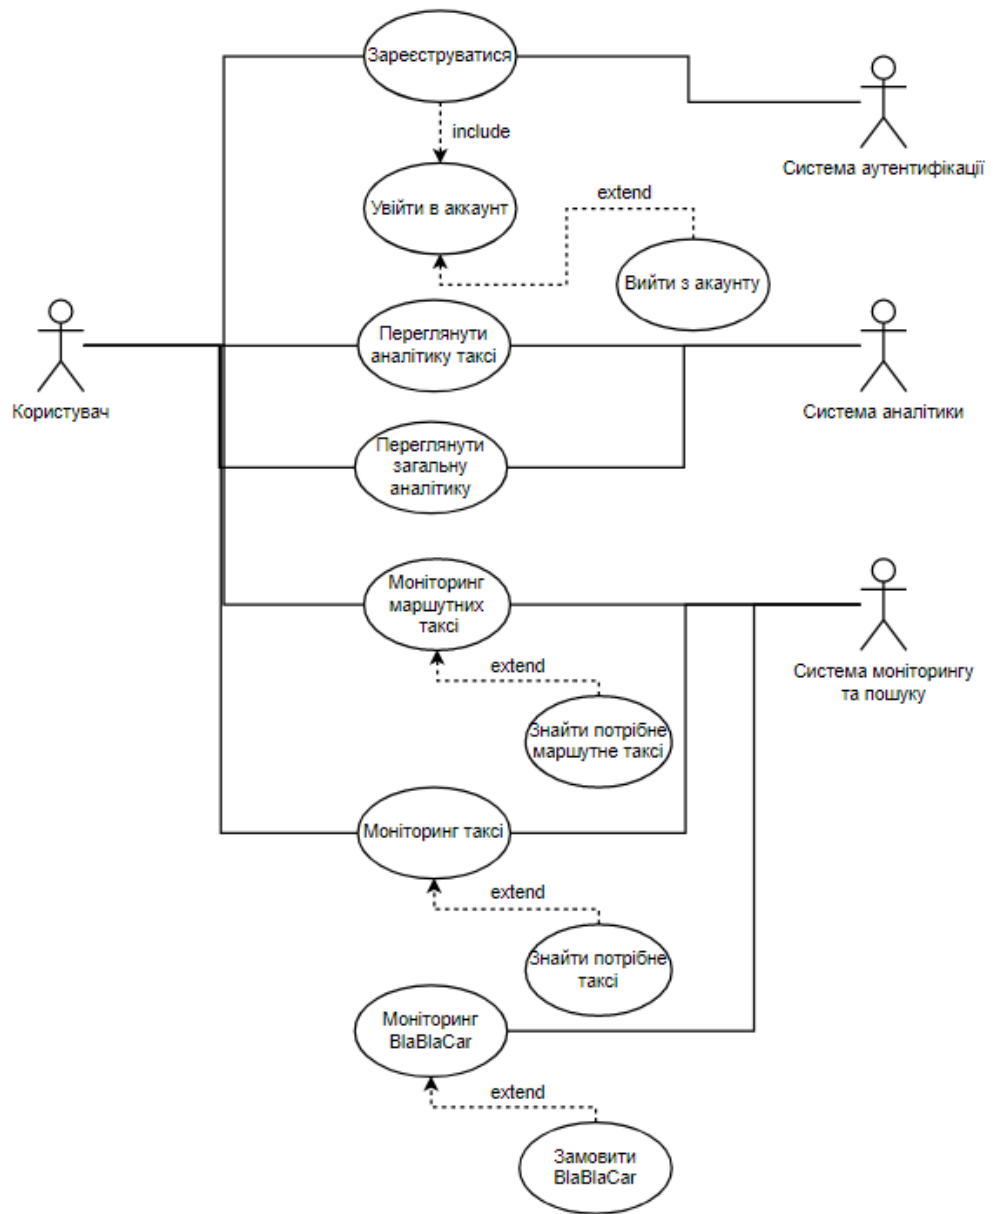 Зареєструватися
include
Система аутентифікації
Увійти в аккаунт
extend
Вийти з акаунту
Користувач
Переглянути
аналітику таксі
Система аналітики
Переглянути
загальну
аналітику
Моніторинг
маршутних
таксі
Система моніторингу
та пошуку
extend
Знайти потрібне
маршутне таксі
Моніторинг таксі
extend
Знайти потрібне
таксі
Моніторинг
BlaBlaCar
extend
Замовити
BlaBlaCar